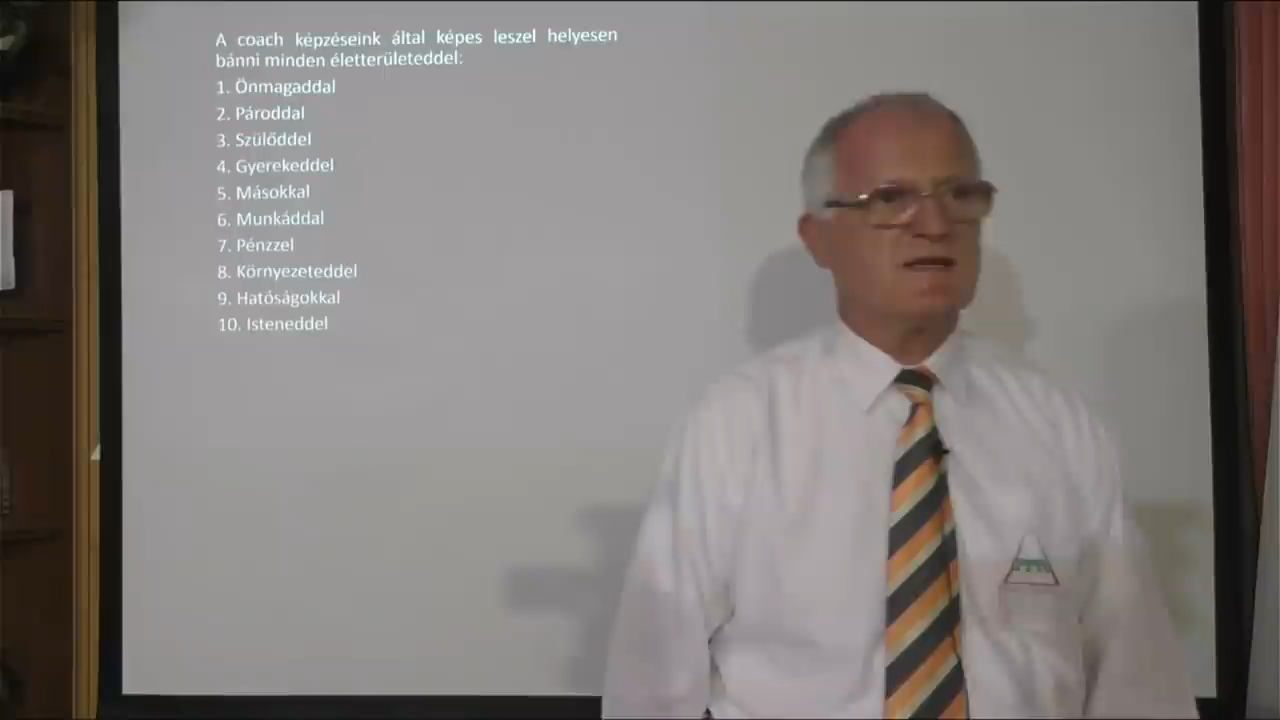 A coach képzéseink által képes leszel helyesen
bánni minden életterületeddel:
1. Önmagaddal
2. Pároddal
3. Szülőddel
4. Gyerekeddel
5. Másokkal
6. Munkáddal
7. Pénzzel
8. Környezeteddel
9. Hatóságokkal
10. Isteneddel